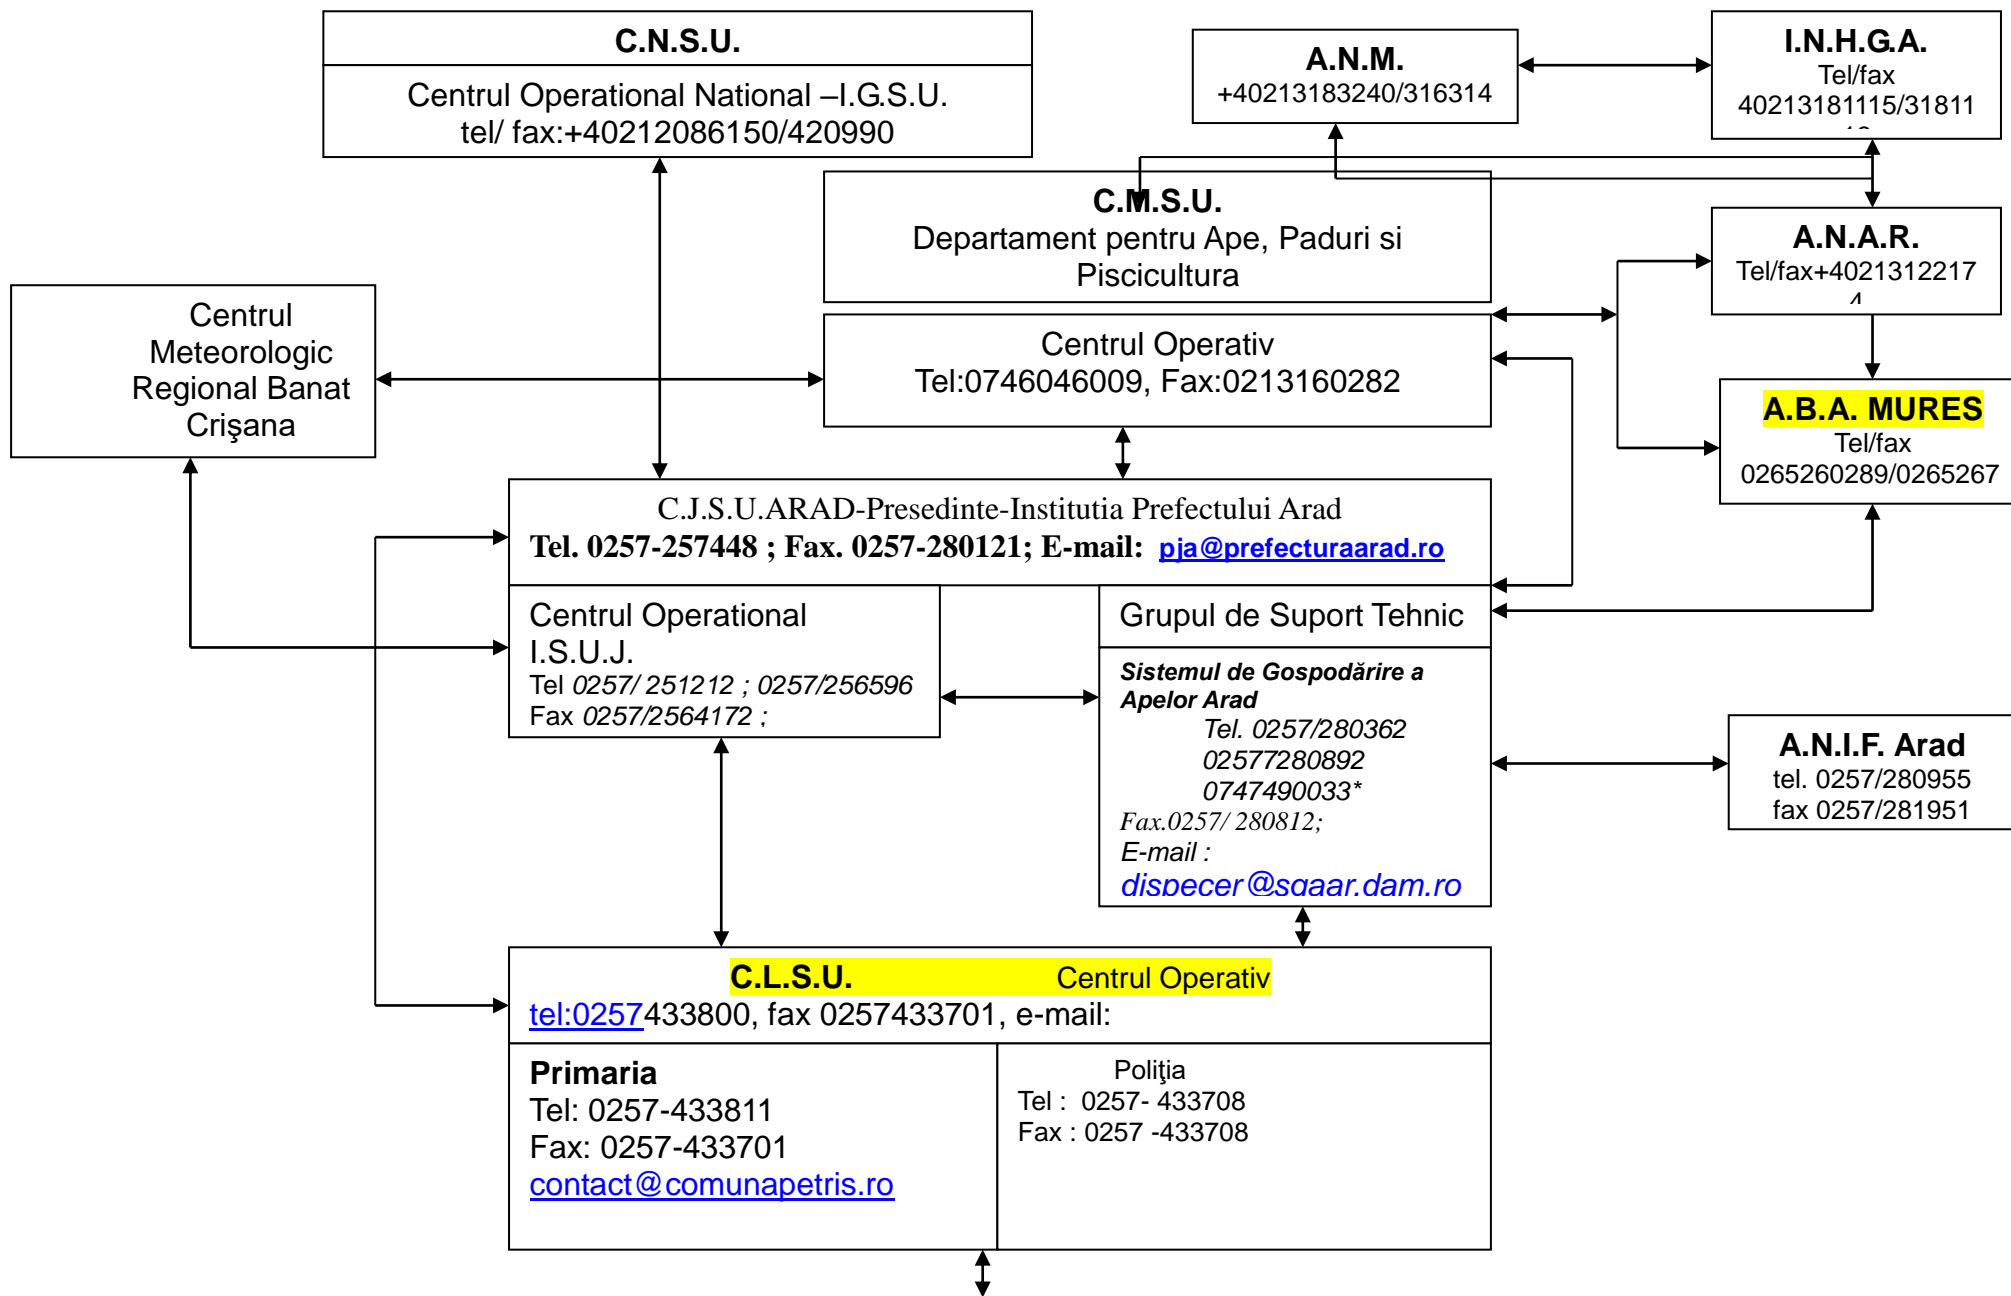 C.N.S.U.
Centrul Operational National –I.G.S.U.
tel/ fax:+40212086150/420990
A.N.M.
+40213183240/316314
I.N.H.G.A.
Tel/fax
40213181115/31811
C.M.S.U.
Departament pentru Ape, Paduri si
Piscicultura
A.N.A.R.
Tel/fax+4021312217
4
Centrul
Meteorologic
Regional Banat
Crişana
Centrul Operativ
Tel:0746046009, Fax:0213160282
A.B.A. MURES
Tel/fax
0265260289/0265267
C.J.S.U.ARAD-Presedinte-Institutia Prefectului Arad
Tel. 0257-257448 ; Fax. 0257-280121; E-mail: pja@prefecturaarad.ro
Centrul Operational
I.S.U.J.
Tel 0257/ 251212 ; 0257/256596
Fax 0257/2564172 ;
Grupul de Suport Tehnic
Sistemul de Gospodărire a
Apelor Arad
Tel. 0257/280362
02577280892
0747490033*
Fax.0257/ 280812;
E-mail :
dispecer@sgaar.dam.ro
A.N.I.F. Arad
tel. 0257/280955
fax 0257/281951
C.L.S.U. Centrul Operativ
tel:0257433800, fax 0257433701, e-mail:
Primaria
Tel: 0257-433811
Fax: 0257-433701
contact@comunapetris.ro
Poliţia
Tel : 0257- 433708
Fax : 0257 -433708